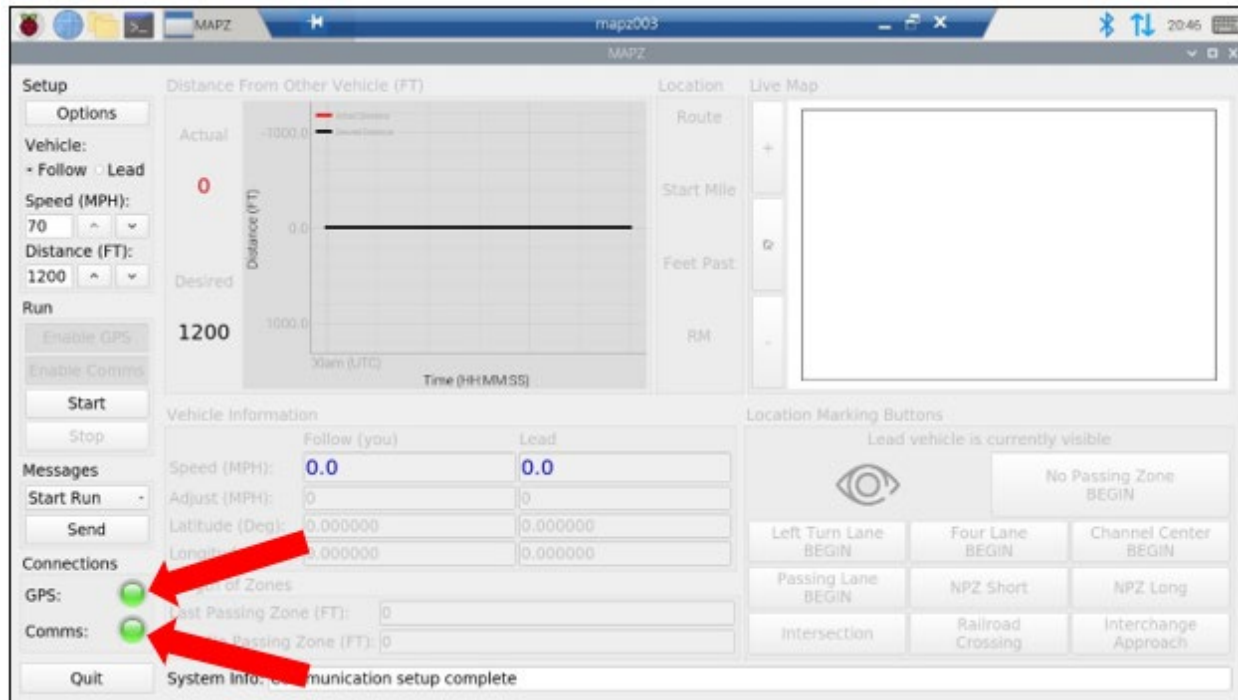 MAPZ
mapz003
20:46
MAPZ
Setup
Options
Vehicle:
Follow Lead
Speed (MPH):
70
Distance (FT):
1200
Run
Enable GPS
Enable Comms
Start
Stop
Messages
Start Run
Send
Connections
GPS:
Comms:
Quit
Distance From Other Vehicle (FT)
Actual
0
Desired
1200
Distance (FT)
-1000.0
0.0
1000.0
Desired Distance
(UTC)
Time (HH:MM:SS)
Location
Route
Start Mile
Feet Past
RM
Live Map
+
-
Vehicle Information
Follow (you) Lead
Speed (MPH): 0.0 0.0
Adjust (MPH): 0 0
Latitude (Deg): 0.000000 0.000000
0.000000 0.000000
of Zones
Last Passing Zone (FT): 0
Passing Zone (FT): 0
Location Marking Buttons
Lead vehicle is currently visible
No Passing Zone
BEGIN
Left Turn Lane
BEGIN
Four Lane
BEGIN
Channel Center
BEGIN
Passing Lane
BEGIN
NPZ Short
NPZ Long
Intersection
Railroad
Crossing
Interchange
Approach
System Info: munication setup complete